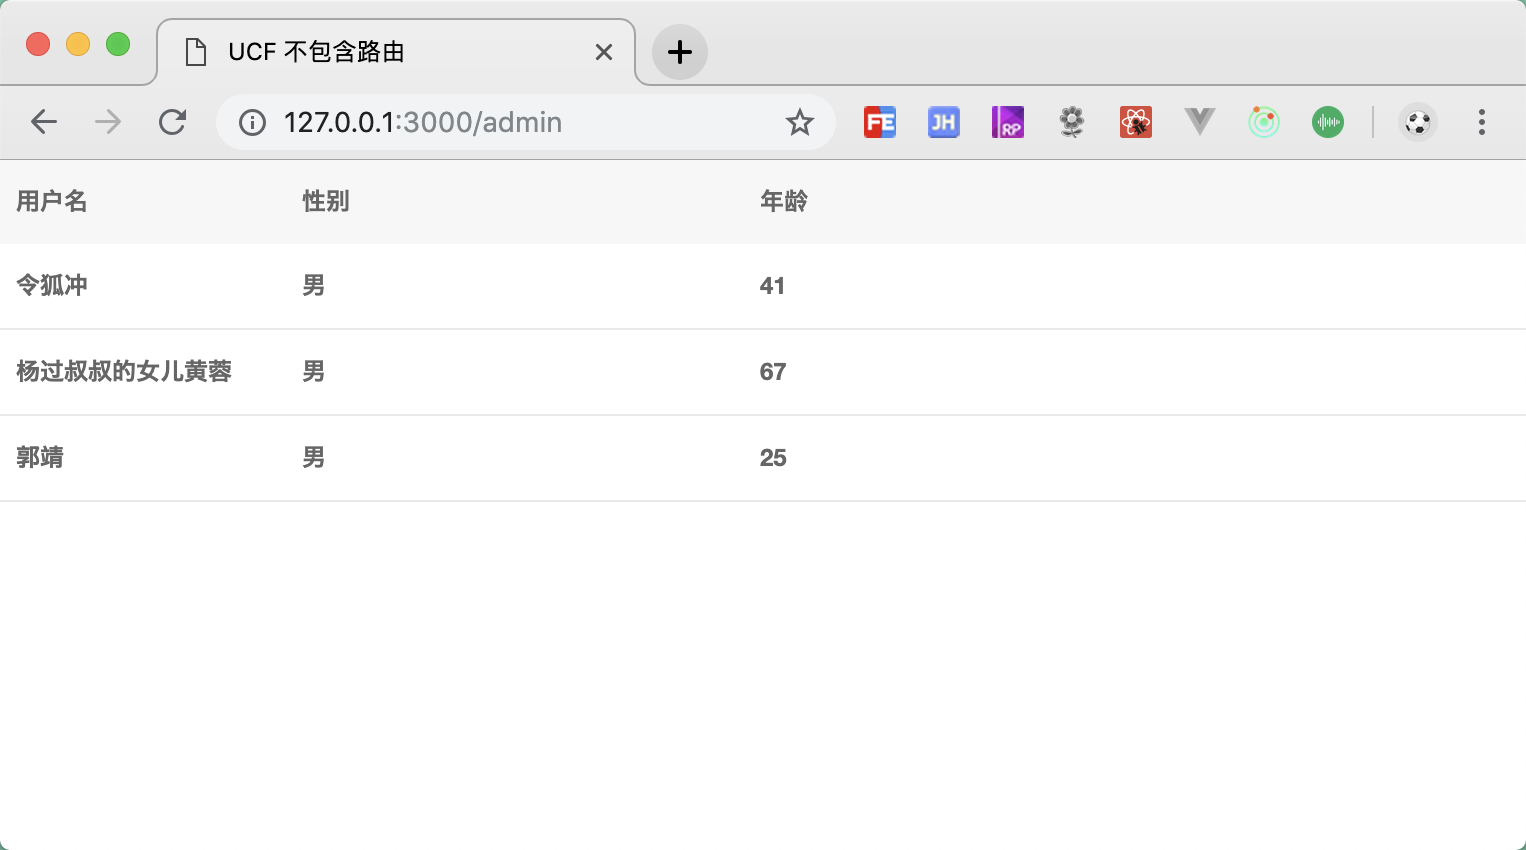 UCF 不包含路由
127.0.0.1:3000/admin
FE JH RP
用户名 性别 年龄
令狐冲 男 41
杨过叔叔的女儿黄蓉 男 67
郭靖 男 25